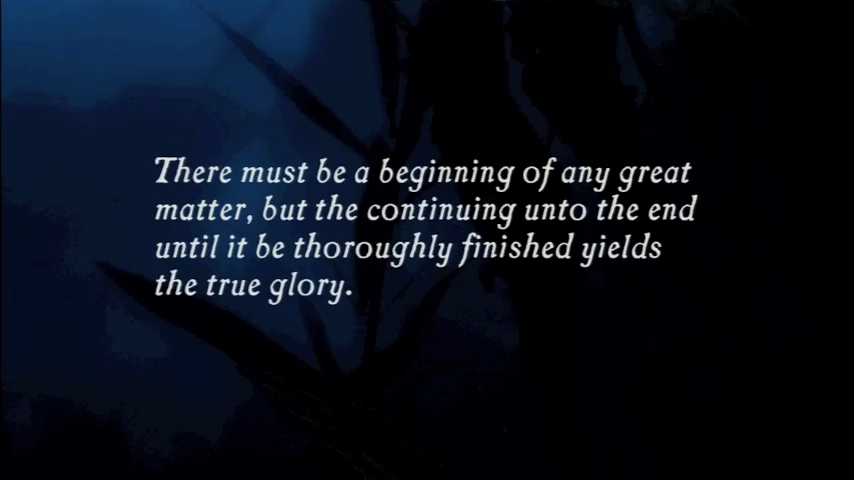 There must be a beginning of any great
matter, but the continuing unto the end
until it be thoroughly finished yields
the true glory.